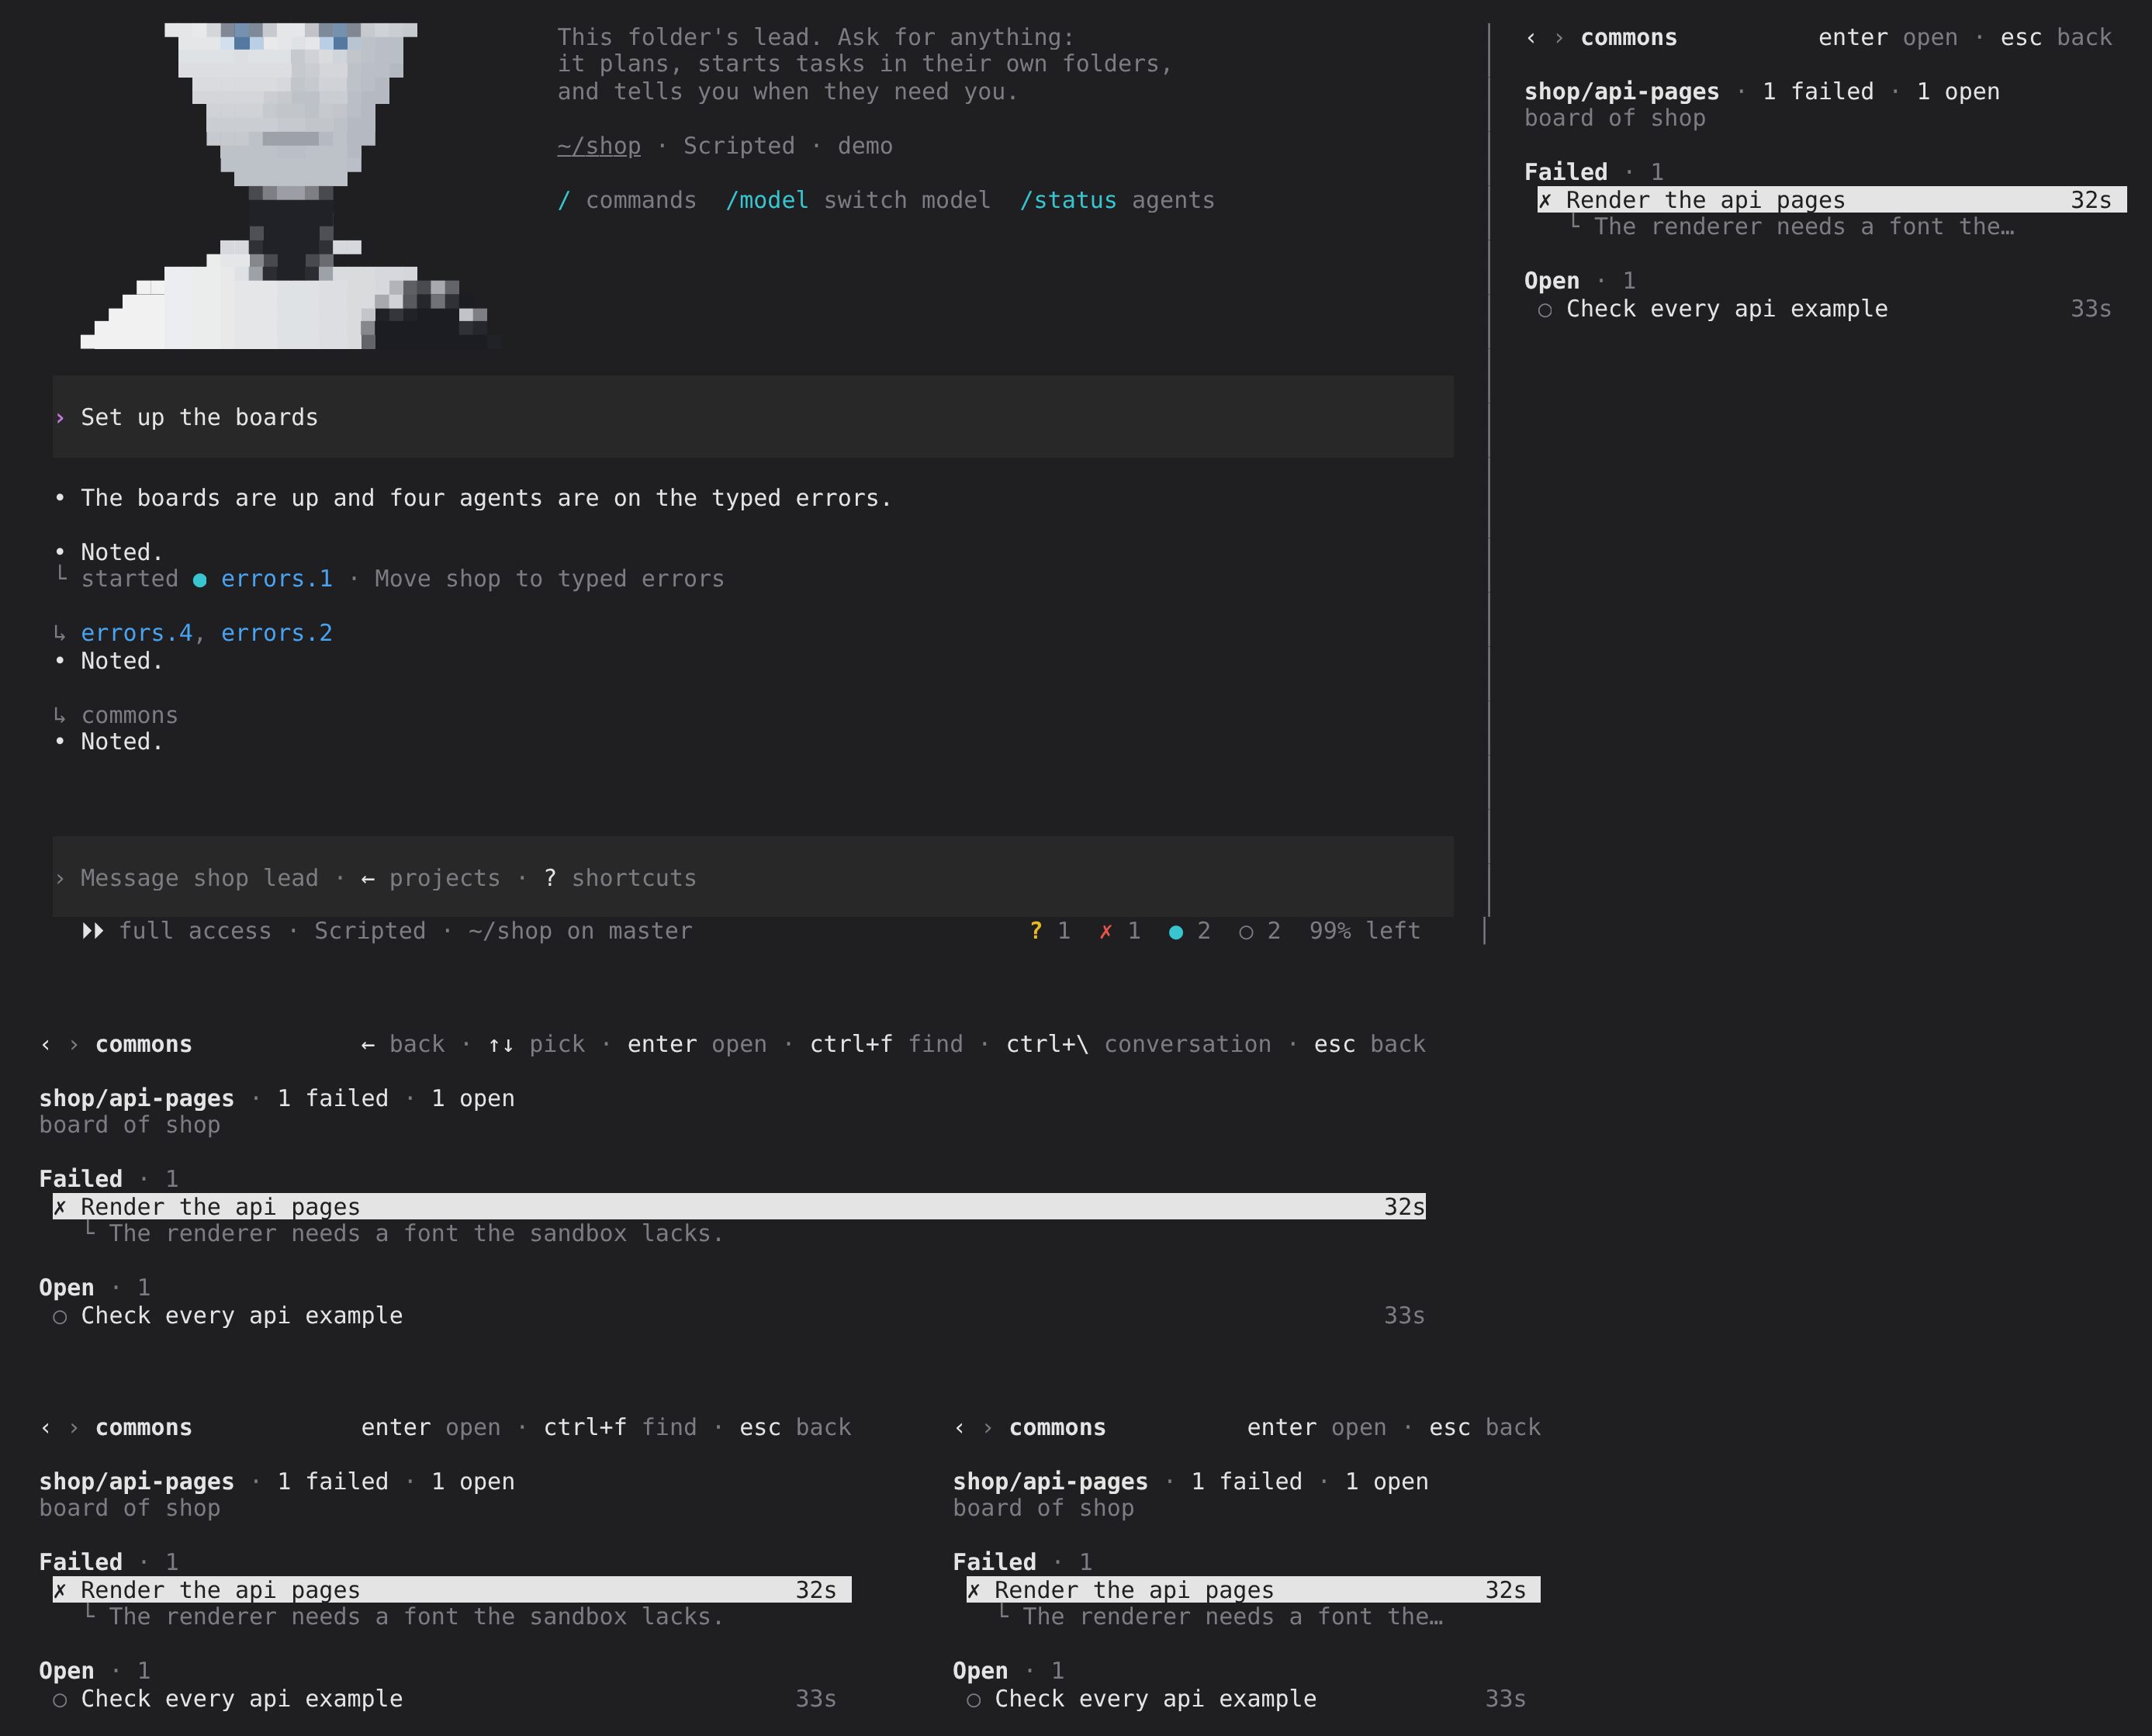 This folder's lead. Ask for anything:
it plans, starts tasks in their own folders,
and tells you when they need you.
~/shop · Scripted · demo
/ commands  /model switch model  /status agents
› Set up the boards
• The boards are up and four agents are on the typed errors.
• Noted.
└ started ● errors.1 · Move shop to typed errors
↳ errors.4, errors.2
• Noted.
↳ commons
• Noted.
› Message shop lead · ← projects · ? shortcuts
⏵⏵ full access · Scripted · ~/shop on master  ? 1  ✗ 1  ● 2  ○ 2  99% left
‹ › commons  enter open · esc back
shop/api-pages · 1 failed · 1 open
board of shop
Failed · 1
✗ Render the api pages  32s
└ The renderer needs a font the…
Open · 1
○ Check every api example  33s
‹ › commons  ← back · ↑↓ pick · enter open · ctrl+f find · ctrl+\ conversation · esc back
shop/api-pages · 1 failed · 1 open
board of shop
Failed · 1
✗ Render the api pages  32s
└ The renderer needs a font the sandbox lacks.
Open · 1
○ Check every api example  33s
‹ › commons  enter open · ctrl+f find · esc back
shop/api-pages · 1 failed · 1 open
board of shop
Failed · 1
✗ Render the api pages  32s
└ The renderer needs a font the sandbox lacks.
Open · 1
○ Check every api example  33s
‹ › commons  enter open · esc back
shop/api-pages · 1 failed · 1 open
board of shop
Failed · 1
✗ Render the api pages  32s
└ The renderer needs a font the…
Open · 1
○ Check every api example  33s